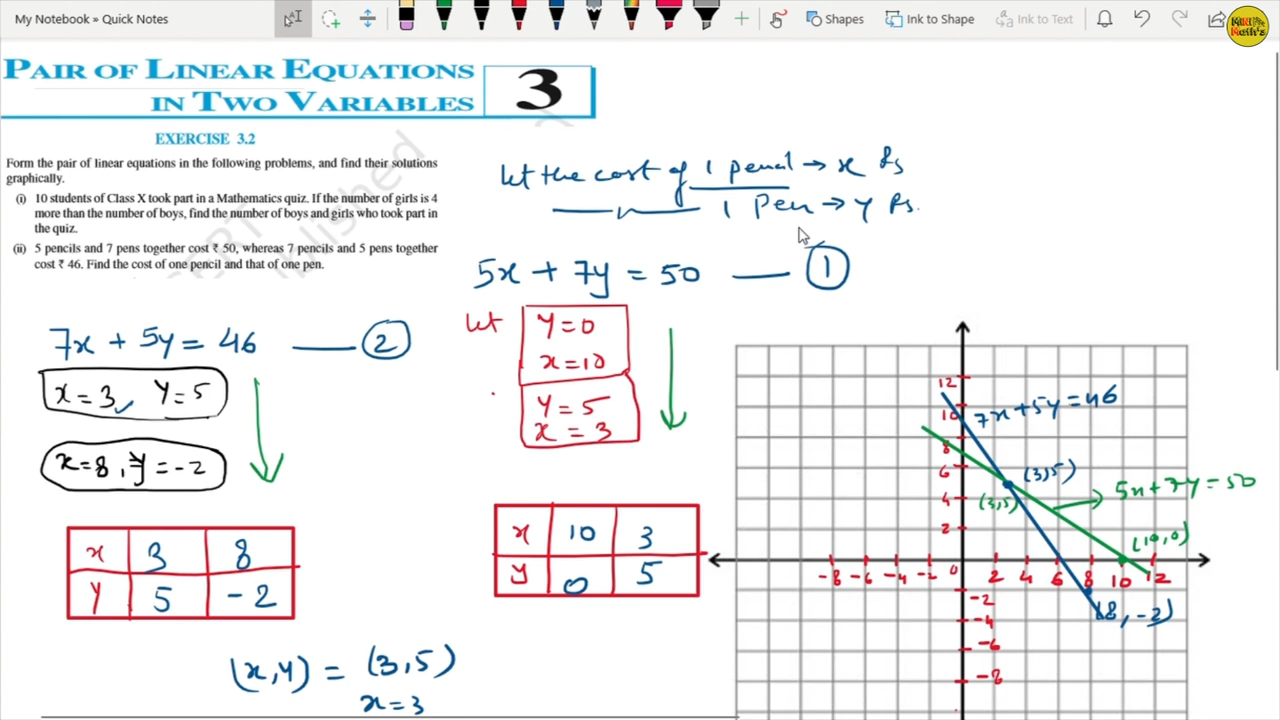 My Notebook » Quick Notes
Shapes
Ink to Shape
Ink to Text
Math's
PAIR OF LINEAR EQUATIONS
IN TWO VARIABLES
3
EXERCISE 3.2
Form the pair of linear equations in the following problems, and find their solutions
graphically.
(i) 10 students of Class X took part in a Mathematics quiz. If the number of girls is 4
more than the number of boys, find the number of boys and girls who took part in
the quiz.
(ii) 5 pencils and 7 pens together cost ₹ 50, whereas 7 pencils and 5 pens together
cost ₹ 46. Find the cost of one pencil and that of one pen.
let the cost of 1 pencil → x Rs
1 Pen → y Rs.
5x + 7y = 50 — 1
let y=0
x=10
y=5
x=3
7x + 5y = 46 — 2
x=3 y=5
x=8, y=-2
x 3 8
y 5 -2
x 10 3
y 0 5
(x,y) = (3,5)
x=3
12
10
8
6
4
2
-8 -6 -4 -2 0 2 4 6 8 10 12
-2
-4
-6
-8
7x+5y=46
(3,5)
(3,5)
5x+7y=50
(10,0)
(8,-2)